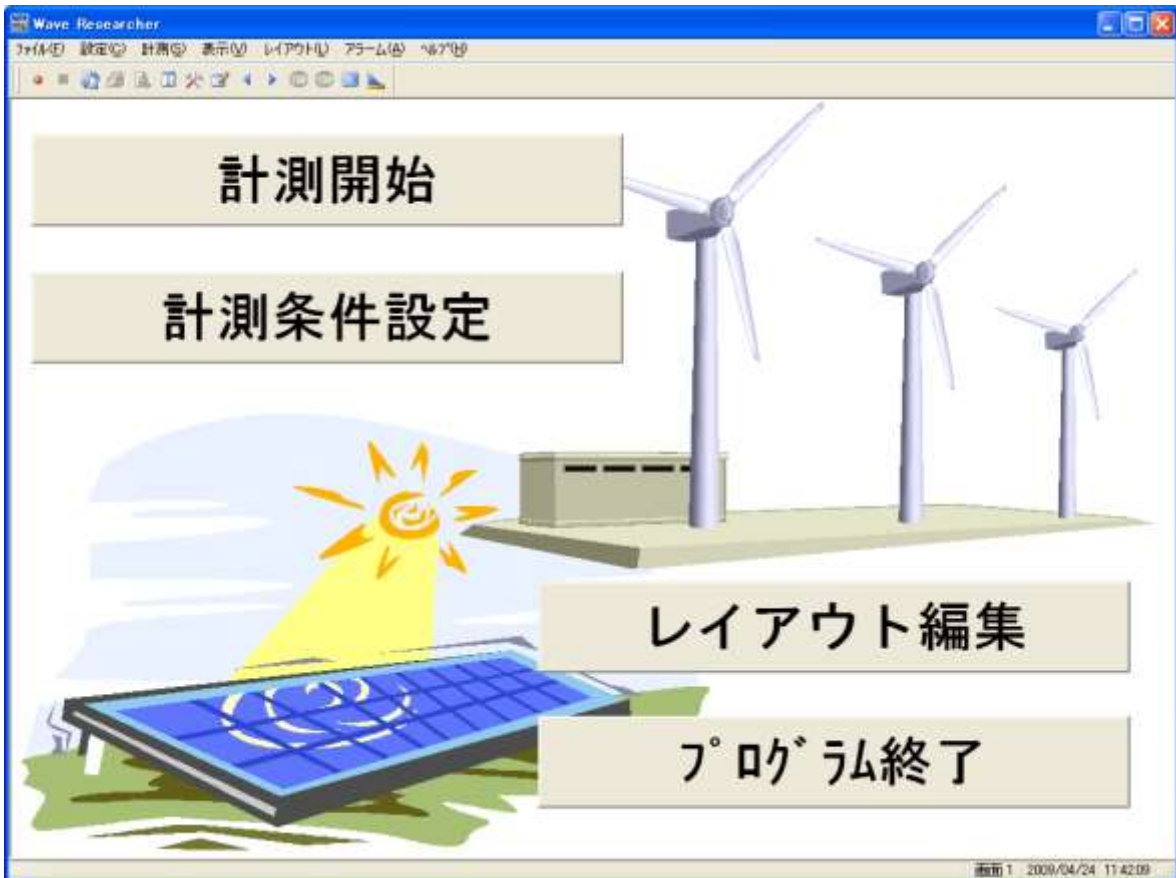 Wave Researcher
ﾌｧｲﾙ(F) 設定(C) 計測(S) 表示(V) ﾚｲｱｳﾄ(L) ｱﾗｰﾑ(A) ﾍﾙﾌﾟ(H)
計測開始
計測条件設定
レイアウト編集
ﾌﾟﾛｸﾞﾗﾑ終了
画面 1 2009/04/24 11:42:09